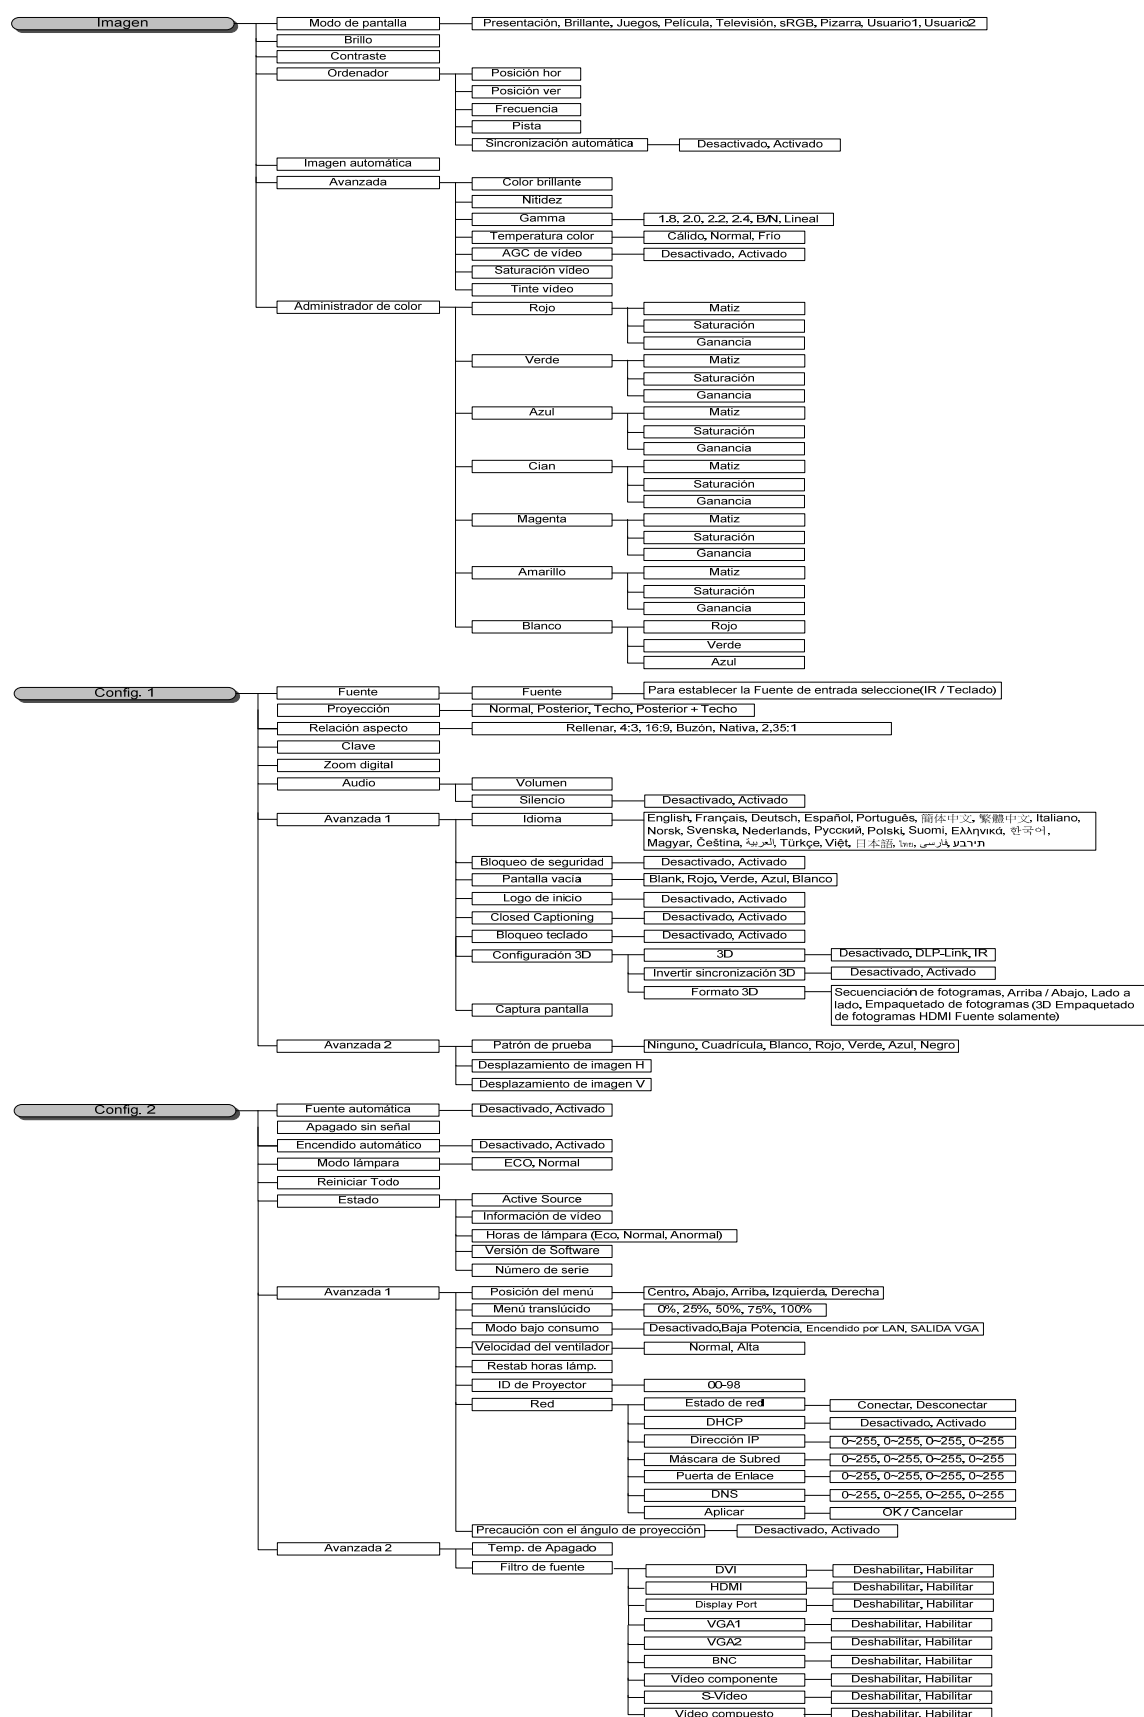 Imagen
Modo de pantalla
Presentación, Brillante, Juegos, Película, Televisión, sRGB, Pizarra, Usuario1, Usuario2
Brillo
Contraste
Ordenador
Posición hor
Posición ver
Frecuencia
Pista
Sincronización automática
Desactivado, Activado
Imagen automática
Avanzada
Color brillante
Nitidez
Gamma
1.8, 2.0, 2.2, 2.4, B/N, Lineal
Temperatura color
Cálido, Normal, Frío
AGC de vídeo
Desactivado, Activado
Saturación vídeo
Tinte vídeo
Administrador de color
Rojo
Matiz
Saturación
Ganancia
Verde
Matiz
Saturación
Ganancia
Azul
Matiz
Saturación
Ganancia
Cian
Matiz
Saturación
Ganancia
Magenta
Matiz
Saturación
Ganancia
Amarillo
Matiz
Saturación
Ganancia
Blanco
Rojo
Verde
Azul
Config. 1
Fuente
Fuente
Para establecer la Fuente de entrada seleccione(IR / Teclado)
Proyección
Normal, Posterior, Techo, Posterior + Techo
Relación aspecto
Rellenar, 4:3, 16:9, Buzón, Nativa, 2,35:1
Clave
Zoom digital
Audio
Volumen
Silencio
Desactivado, Activado
Avanzada 1
Idioma
English, Français, Deutsch, Español, Português, 簡体中文, 繁體中文, Italiano,
Norsk, Svenska, Nederlands, Русский, Polski, Suomi, Ελληνικά, 한국어,
Magyar, Čeština, العربية, Türkçe, Việt, 日本語, ไทย, فارسی, תירבע
Bloqueo de seguridad
Desactivado, Activado
Pantalla vacía
Blank, Rojo, Verde, Azul, Blanco
Logo de inicio
Desactivado, Activado
Closed Captioning
Desactivado, Activado
Bloqueo teclado
Desactivado, Activado
Configuración 3D
3D
Desactivado, DLP-Link, IR
Invertir sincronización 3D
Desactivado, Activado
Formato 3D
Secuenciación de fotogramas, Arriba / Abajo, Lado a
lado, Empaquetado de fotogramas (3D Empaquetado
de fotogramas HDMI Fuente solamente)
Captura pantalla
Avanzada 2
Patrón de prueba
Ninguno, Cuadrícula, Blanco, Rojo, Verde, Azul, Negro
Desplazamiento de imagen H
Desplazamiento de imagen V
Config. 2
Fuente automática
Desactivado, Activado
Apagado sin señal
Encendido automático
Desactivado, Activado
Modo lámpara
ECO, Normal
Reiniciar Todo
Estado
Active Source
Información de vídeo
Horas de lámpara (Eco, Normal, Anormal)
Versión de Software
Número de serie
Avanzada 1
Posición del menú
Centro, Abajo, Arriba, Izquierda, Derecha
Menú translúcido
0%, 25%, 50%, 75%, 100%
Modo bajo consumo
Desactivado,Baja Potencia, Encendido por LAN, SALIDA VGA
Velocidad del ventilador
Normal, Alta
Restab horas lámp.
ID de Proyector
00-98
Red
Estado de red
Conectar, Desconectar
DHCP
Desactivado, Activado
Dirección IP
0~255, 0~255, 0~255, 0~255
Máscara de Subred
0~255, 0~255, 0~255, 0~255
Puerta de Enlace
0~255, 0~255, 0~255, 0~255
DNS
0~255, 0~255, 0~255, 0~255
Aplicar
OK / Cancelar
Precaución con el ángulo de proyección
Desactivado, Activado
Avanzada 2
Temp. de Apagado
Filtro de fuente
DVI
Deshabilitar, Habilitar
HDMI
Deshabilitar, Habilitar
Display Port
Deshabilitar, Habilitar
VGA1
Deshabilitar, Habilitar
VGA2
Deshabilitar, Habilitar
BNC
Deshabilitar, Habilitar
Vídeo componente
Deshabilitar, Habilitar
S-Video
Deshabilitar, Habilitar
Vídeo compuesto
Deshabilitar, Habilitar